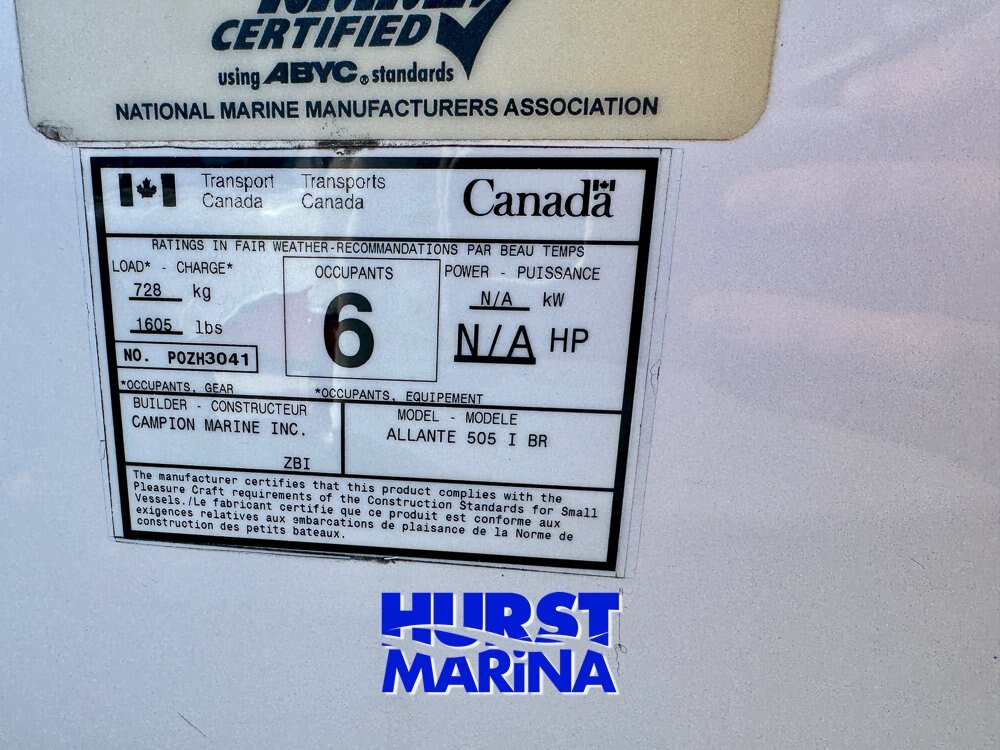 CERTIFIED
using ABYC® standards
NATIONAL MARINE MANUFACTURERS ASSOCIATION
Transport Canada
Transports Canada
Canada
RATINGS IN FAIR WEATHER-RECOMMANDATIONS PAR BEAU TEMPS
LOAD* - CHARGE*
728 kg
1605 lbs
NO. POZH3041
OCCUPANTS
6
POWER - PUISSANCE
N/A kW
N/A HP
*OCCUPANTS, GEAR
*OCCUPANTS, EQUIPEMENT
BUILDER - CONSTRUCTEUR
CAMPION MARINE INC.
ZBI
MODEL - MODELE
ALLANTE 505 I BR
The manufacturer certifies that this product complies with the
Pleasure Craft requirements of the Construction Standards for Small
Vessels./Le fabricant certifie que ce produit est conforme aux
exigences relatives aux embarcations de plaisance de la Norme de
construction des petits bateaux.
HURST
MARiNA